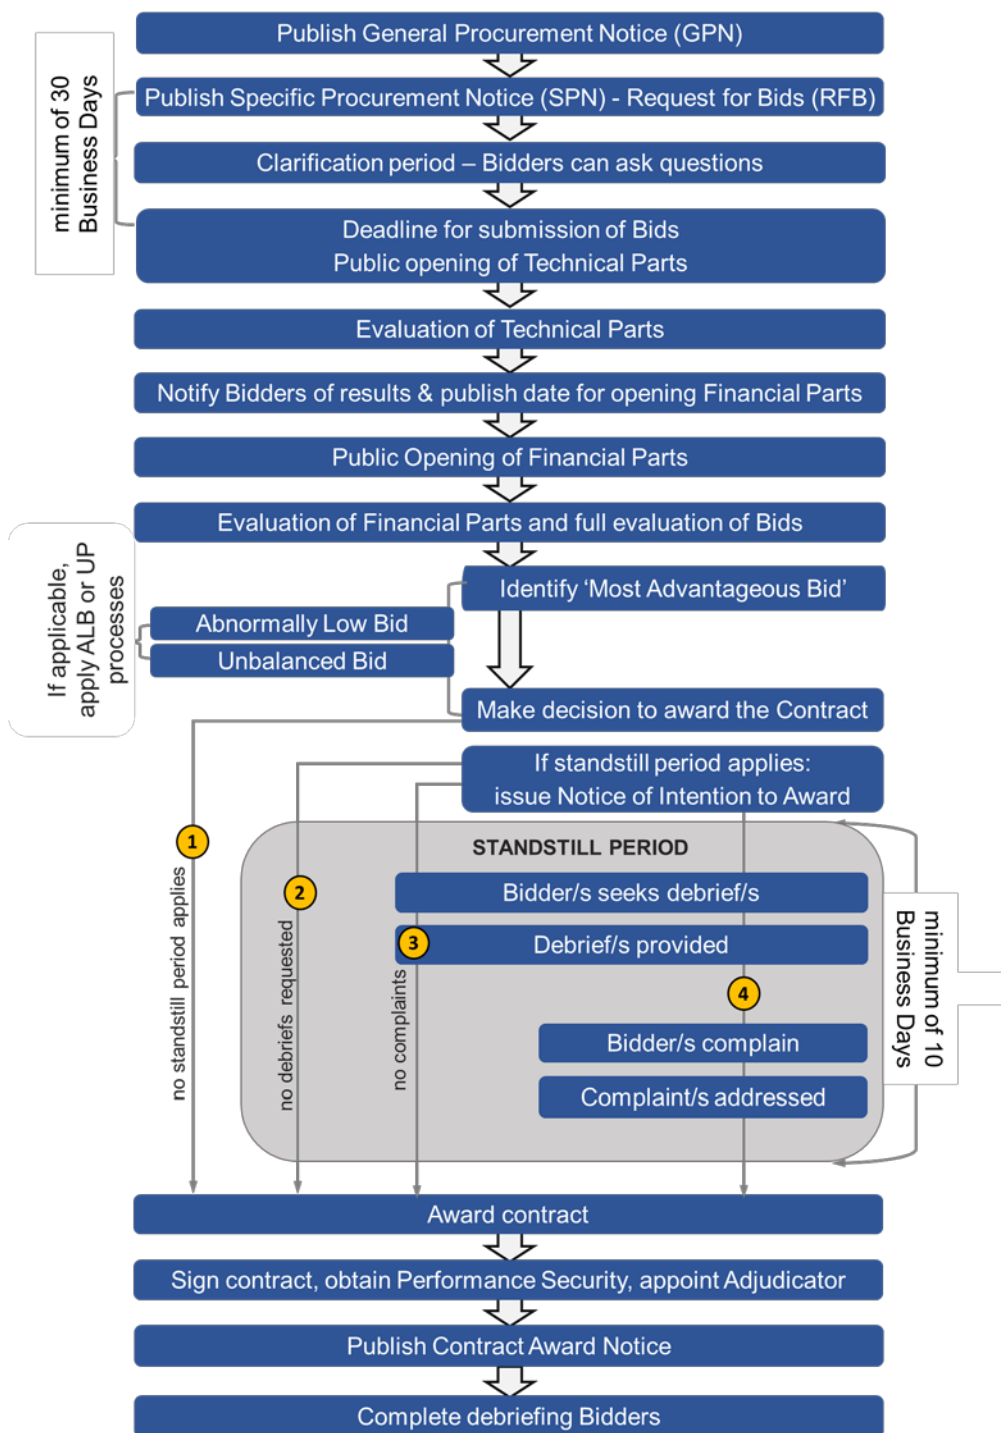 Publish General Procurement Notice (GPN)
minimum of 30
Business Days
Publish Specific Procurement Notice (SPN) - Request for Bids (RFB)
Clarification period – Bidders can ask questions
Deadline for submission of Bids
Public opening of Technical Parts
Evaluation of Technical Parts
Notify Bidders of results & publish date for opening Financial Parts
Public Opening of Financial Parts
Evaluation of Financial Parts and full evaluation of Bids
If applicable,
apply ALB or UP
processes
Identify ‘Most Advantageous Bid’
Abnormally Low Bid
Unbalanced Bid
Make decision to award the Contract
If standstill period applies:
issue Notice of Intention to Award
1
no standstill period applies
2
no debriefs requested
3
no complaints
STANDSTILL PERIOD
Bidder/s seeks debrief/s
Debrief/s provided
4
Bidder/s complain
Complaint/s addressed
minimum of 10
Business Days
Award contract
Sign contract, obtain Performance Security, appoint Adjudicator
Publish Contract Award Notice
Complete debriefing Bidders